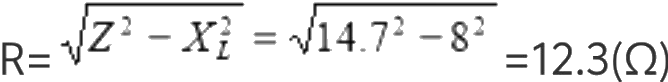 R= √(Z² − X_L²) = √(14.7² − 8²) =12.3(Ω)